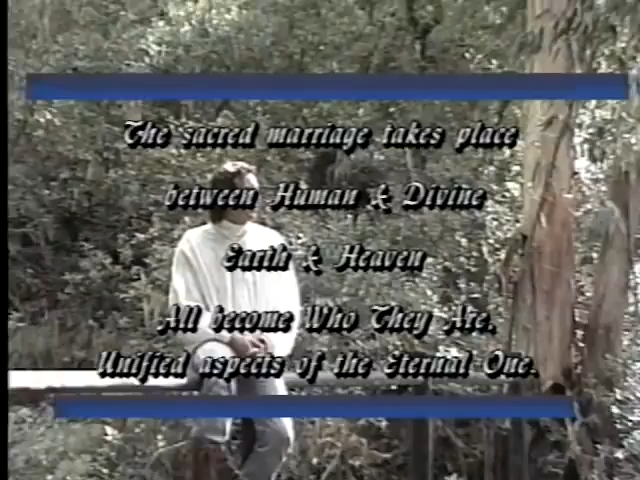 The sacred marriage takes place
between Human & Divine
Earth & Heaven
All become Who They Are,
Unified aspects of the Eternal One.